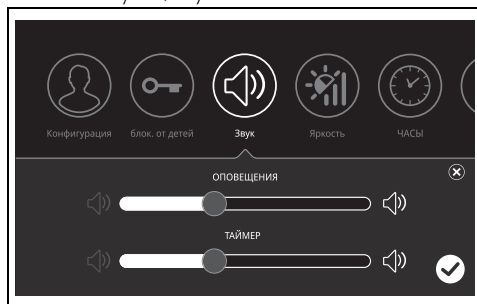 Конфигурация
блок. от детей
Звук
Яркость
ЧАСЫ
ОПОВЕЩЕНИЯ
ТАЙМЕР